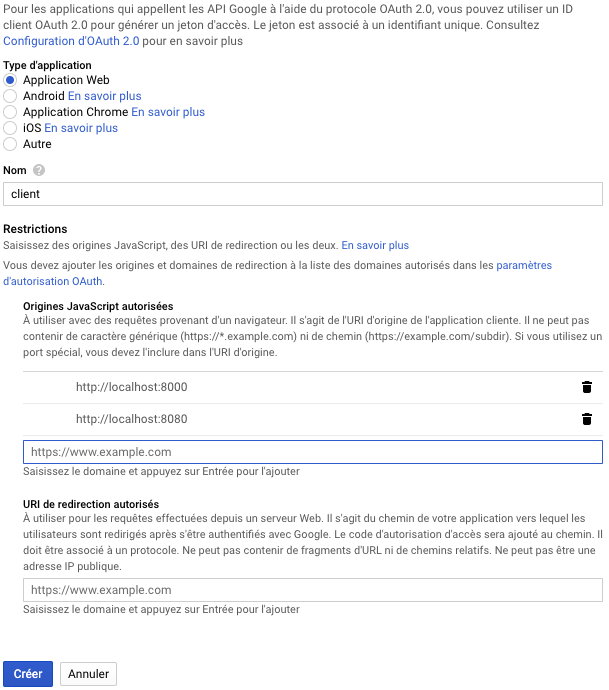 Pour les applications qui appellent les API Google à l'aide du protocole OAuth 2.0, vous pouvez utiliser un ID
client OAuth 2.0 pour générer un jeton d'accès. Le jeton est associé à un identifiant unique. Consultez
Configuration d'OAuth 2.0 pour en savoir plus
Type d'application
Application Web
Android En savoir plus
Application Chrome En savoir plus
iOS En savoir plus
Autre
Nom ?
client
Restrictions
Saisissez des origines JavaScript, des URI de redirection ou les deux. En savoir plus
Vous devez ajouter les origines et domaines de redirection à la liste des domaines autorisés dans les paramètres
d'autorisation OAuth.
Origines JavaScript autorisées
À utiliser avec des requêtes provenant d'un navigateur. Il s'agit de l'URI d'origine de l'application cliente. Il ne peut pas
contenir de caractère générique (https://*.example.com) ni de chemin (https://example.com/subdir). Si vous utilisez un
port spécial, vous devez l'inclure dans l'URI d'origine.
http://localhost:8000
http://localhost:8080
https://www.example.com
Saisissez le domaine et appuyez sur Entrée pour l'ajouter
URI de redirection autorisés
À utiliser pour les requêtes effectuées depuis un serveur Web. Il s'agit du chemin de votre application vers lequel les
utilisateurs sont redirigés après s'être authentifiés avec Google. Le code d'autorisation d'accès sera ajouté au chemin. Il
doit être associé à un protocole. Ne peut pas contenir de fragments d'URL ni de chemins relatifs. Ne peut pas être une
adresse IP publique.
https://www.example.com
Saisissez le domaine et appuyez sur Entrée pour l'ajouter
Créer Annuler